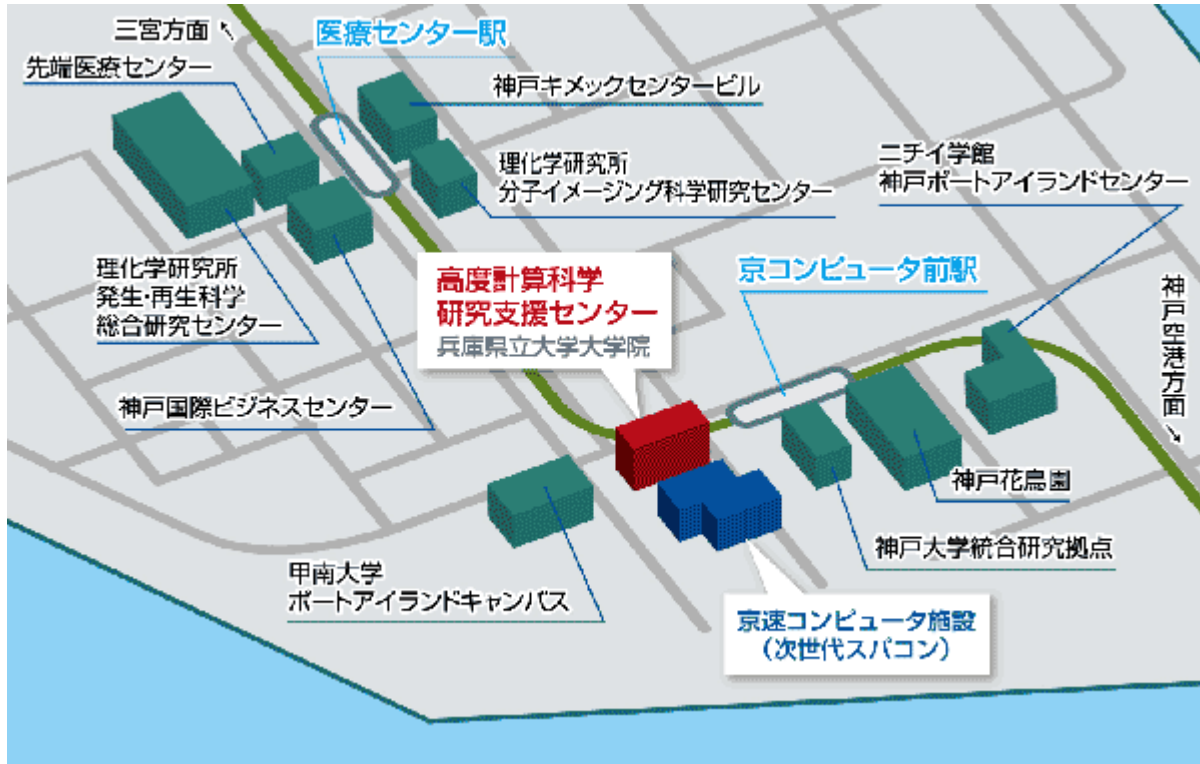 三宮方面↖
医療センター駅
先端医療センター
神戸キメックセンタービル
理化学研究所
分子イメージング科学研究センター
ニチイ学館
神戸ポートアイランドセンター
理化学研究所
発生・再生科学
総合研究センター
高度計算科学
研究支援センター
兵庫県立大学大学院
京コンピュータ前駅
神戸空港方面→
神戸国際ビジネスセンター
神戸花鳥園
神戸大学統合研究拠点
甲南大学
ポートアイランドキャンパス
京速コンピュータ施設
（次世代スパコン）